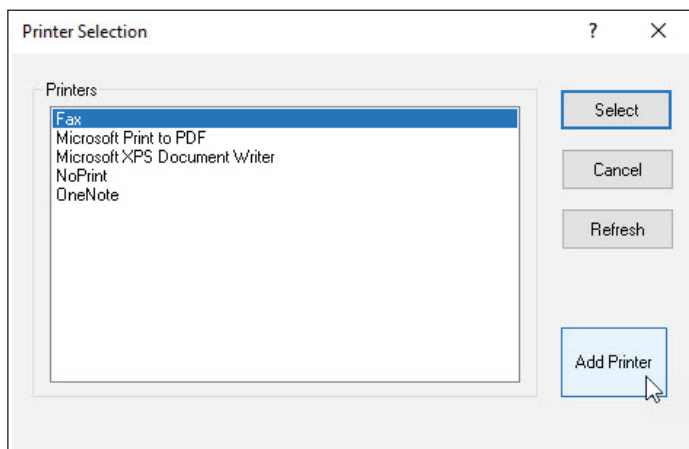 Printer Selection
?
Printers
Fax
Microsoft Print to PDF
Microsoft XPS Document Writer
NoPrint
OneNote
Select
Cancel
Refresh
Add Printer